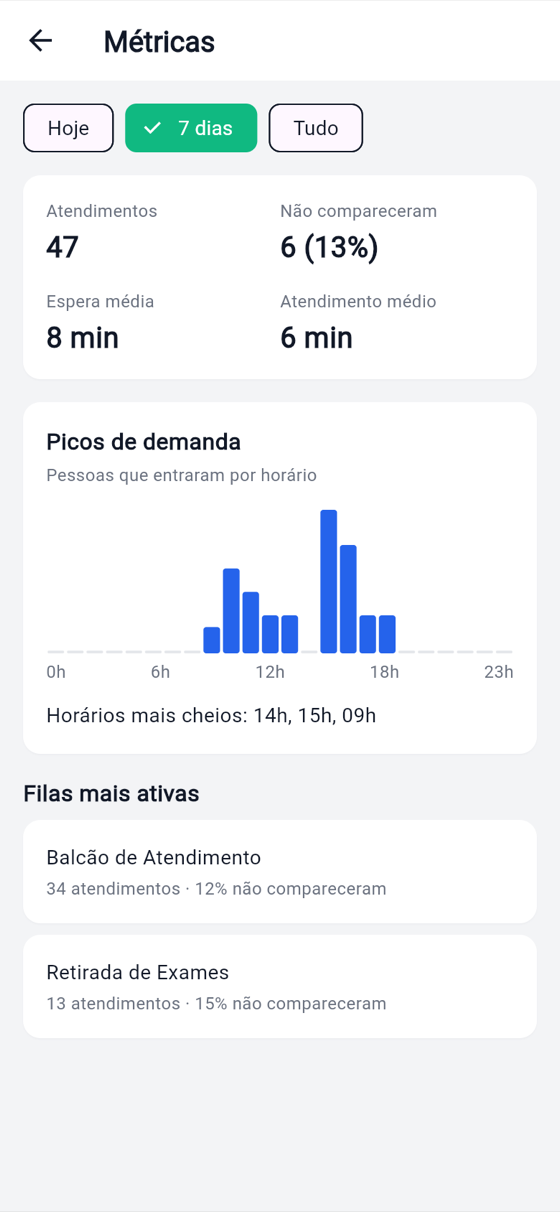 Métricas
Hoje
7 dias
Tudo
Atendimentos
47
Não compareceram
6 (13%)
Espera média
8 min
Atendimento médio
6 min
Picos de demanda
Pessoas que entraram por horário
0h 6h 12h 18h 23h
Horários mais cheios: 14h, 15h, 09h
Filas mais ativas
Balcão de Atendimento
34 atendimentos · 12% não compareceram
Retirada de Exames
13 atendimentos · 15% não compareceram